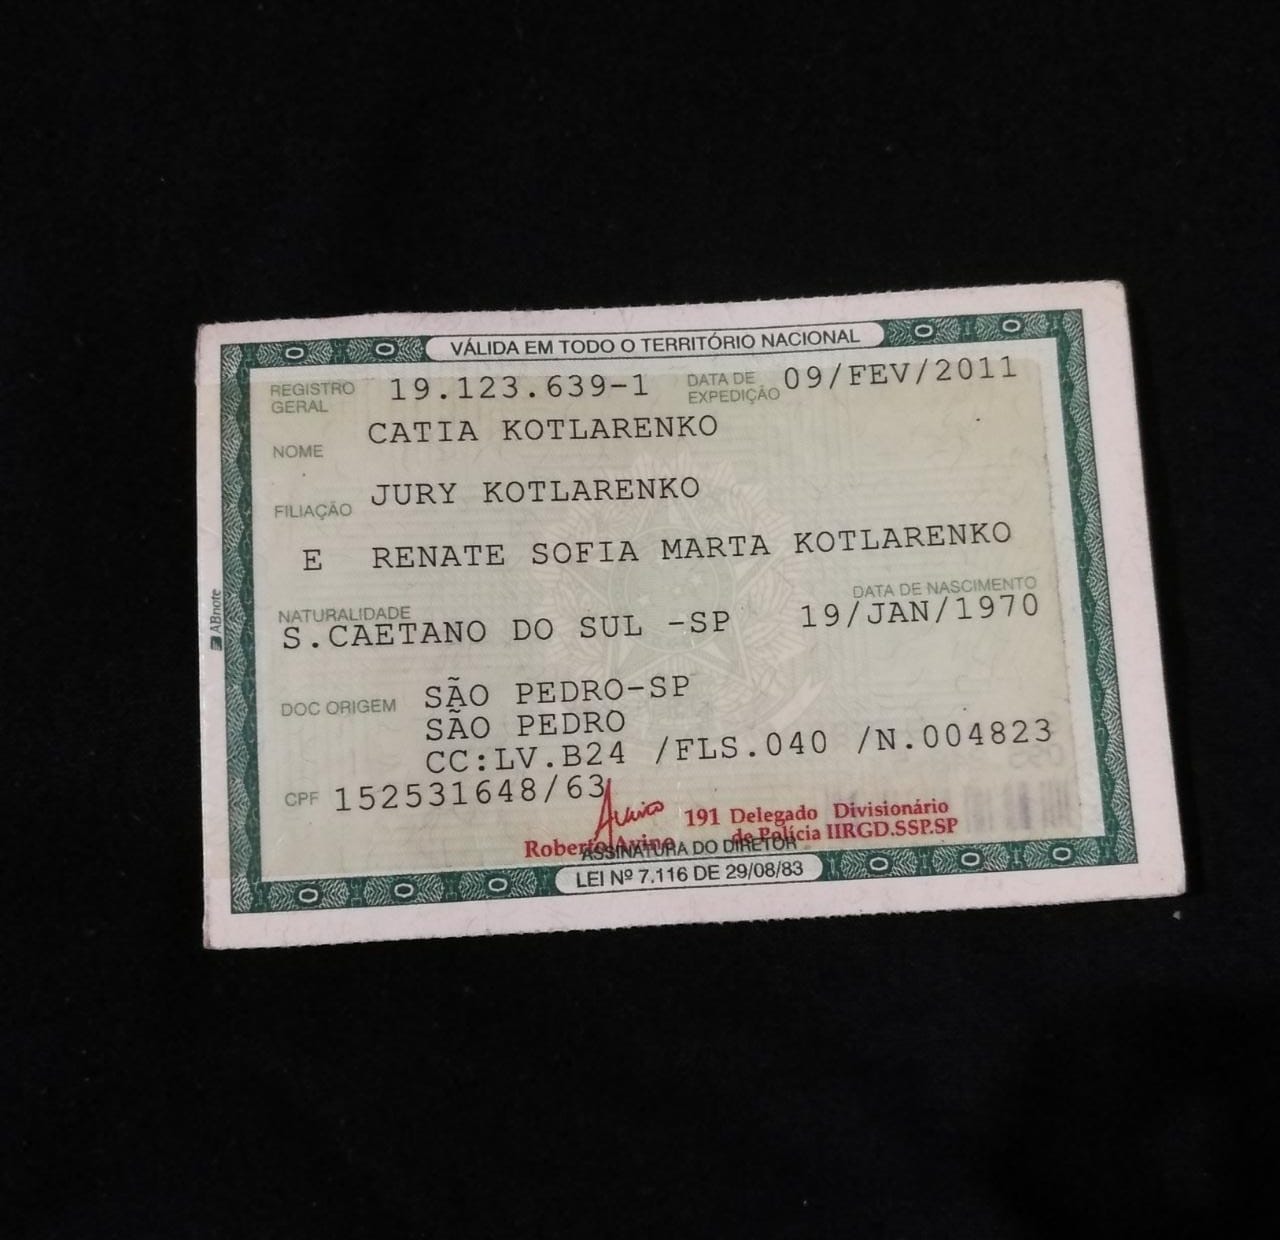 VÁLIDA EM TODO O TERRITÓRIO NACIONAL
REGISTRO GERAL 19.123.639-1 DATA DE EXPEDIÇÃO 09/FEV/2011
NOME CATIA KOTLARENKO
FILIAÇÃO JURY KOTLARENKO
E RENATE SOFIA MARTA KOTLARENKO
NATURALIDADE DATA DE NASCIMENTO
S.CAETANO DO SUL -SP 19/JAN/1970
DOC ORIGEM SÃO PEDRO-SP
SÃO PEDRO
CC:LV.B24 /FLS.040 /N.004823
CPF 152531648/63
191 Delegado Divisionário
Roberto Avino de Polícia IIRGD.SSP.SP
ASSINATURA DO DIRETOR
LEI Nº 7.116 DE 29/08/83
ABnote